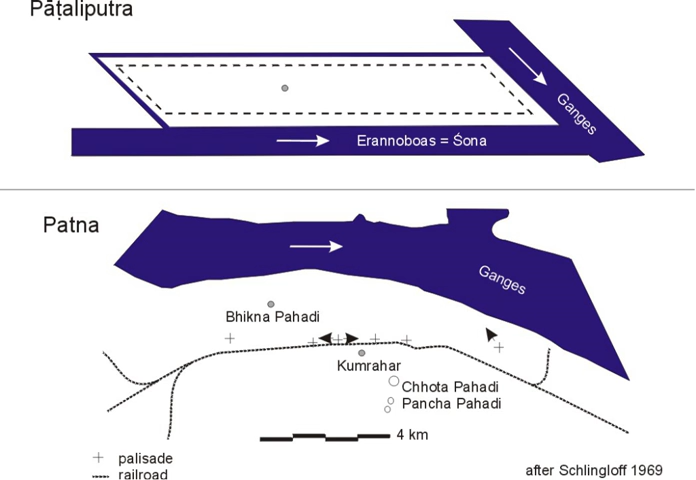 Pāṭaliputra
Ganges
Erannoboas = Śona
Patna
Ganges
Bhikna Pahadi
Kumrahar
Chhota Pahadi
Pancha Pahadi
4 km
palisade
railroad
after Schlingloff 1969